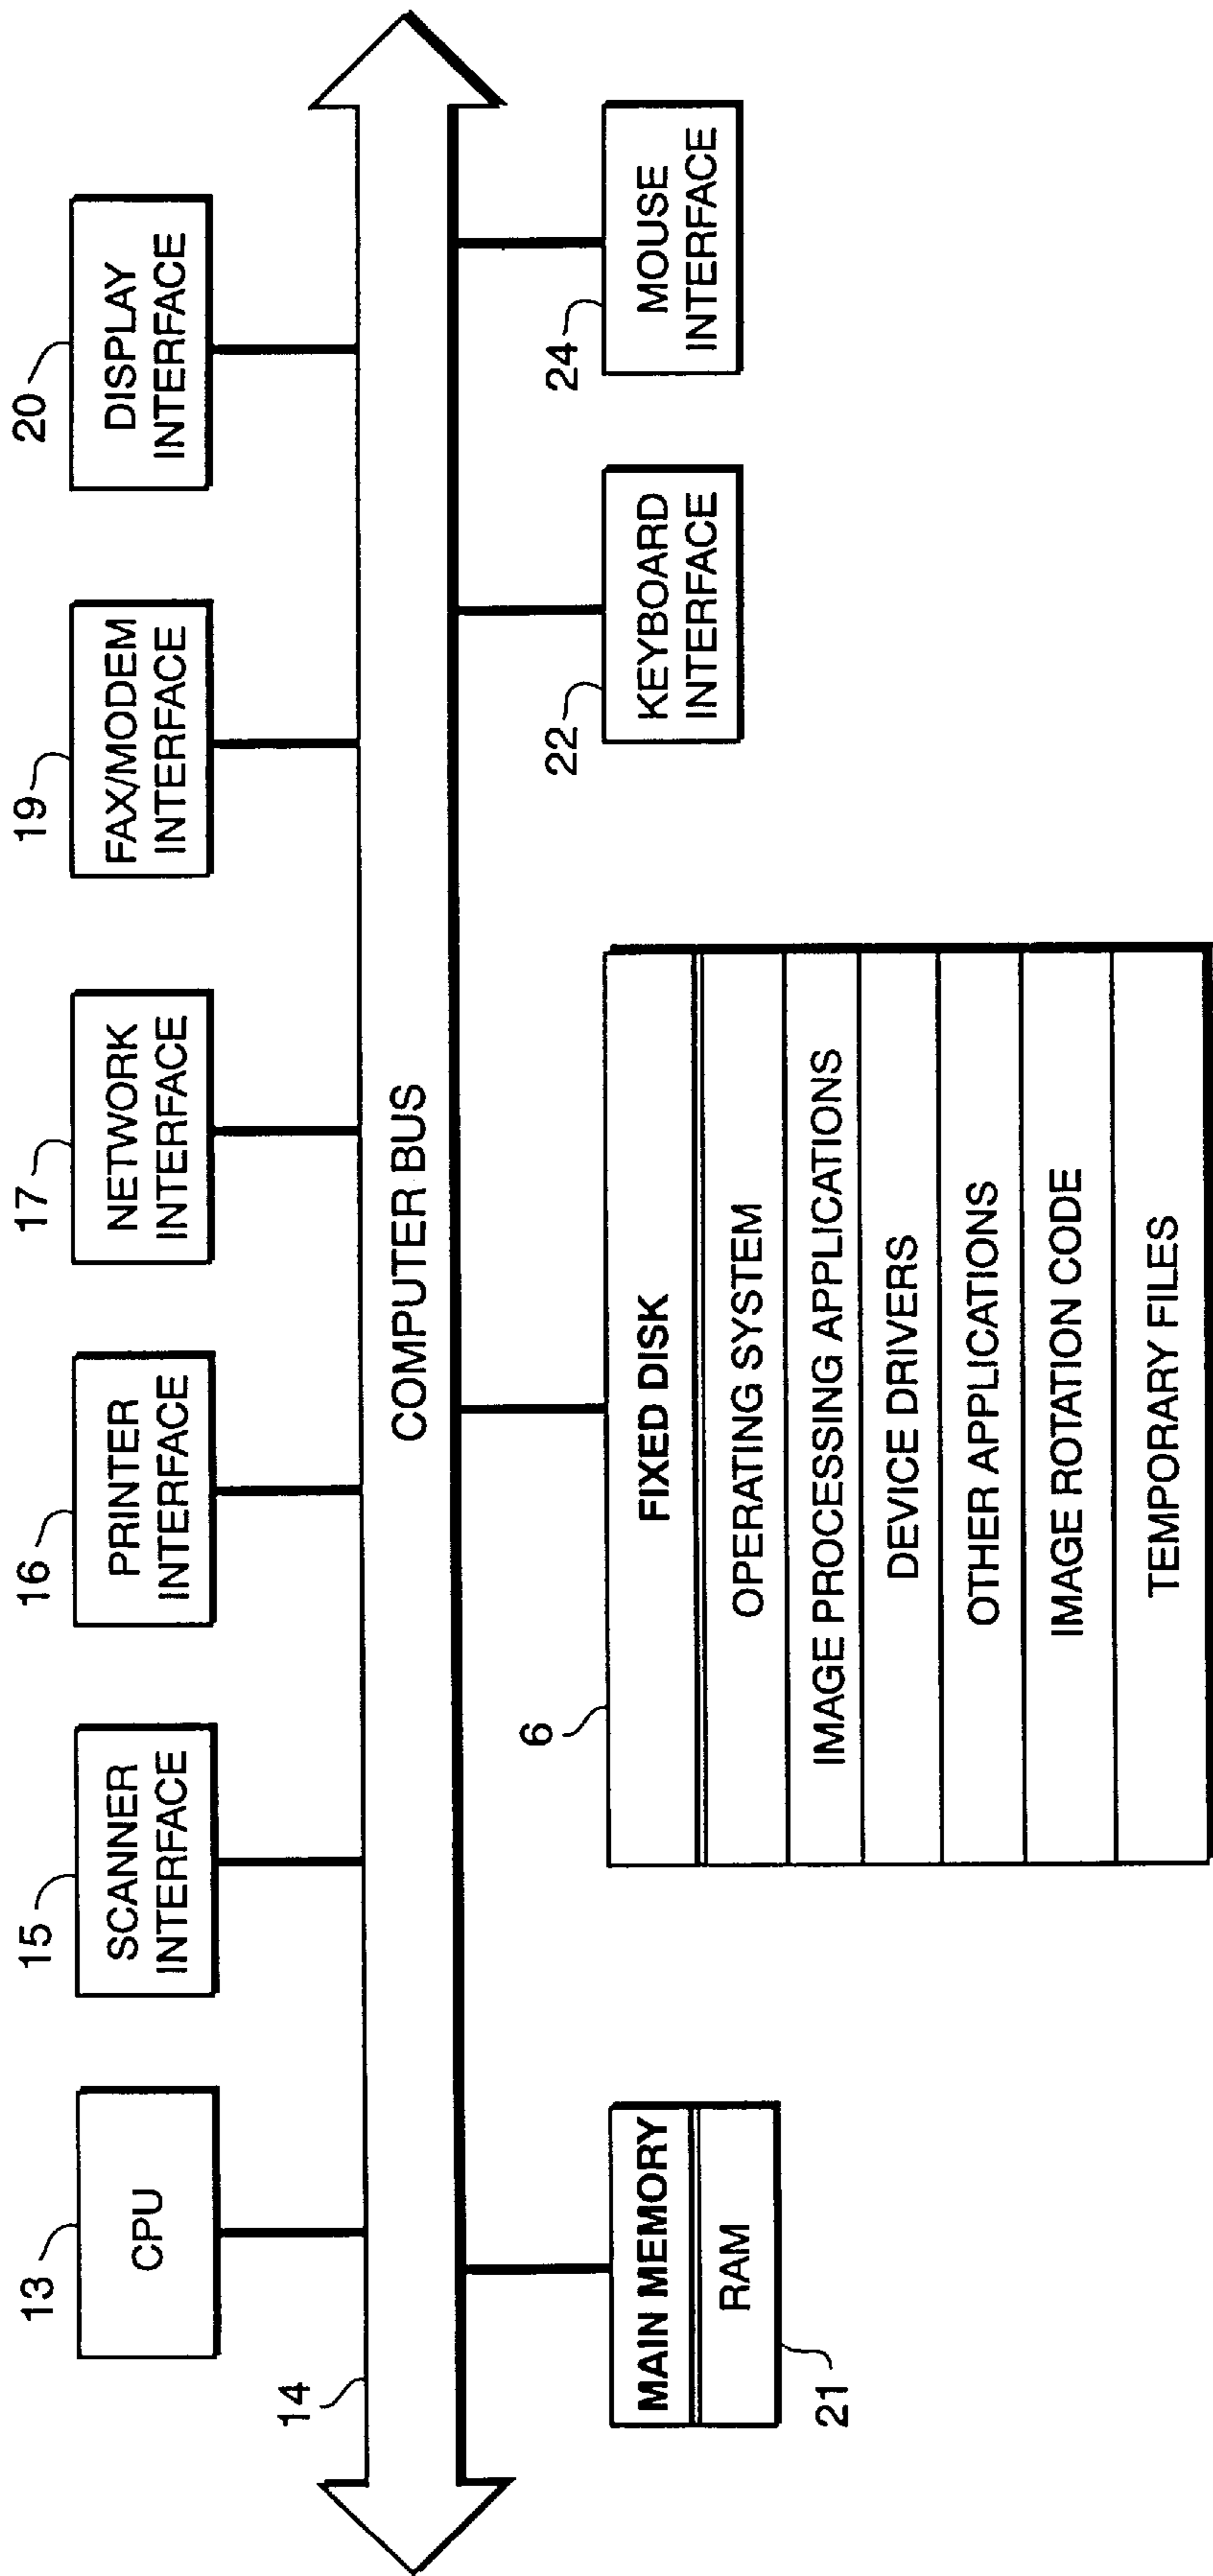 13
CPU
15
SCANNER
INTERFACE
16
PRINTER
INTERFACE
17
NETWORK
INTERFACE
19
FAX/MODEM
INTERFACE
20
DISPLAY
INTERFACE
14
COMPUTER BUS
MAIN MEMORY
RAM
21
6
FIXED DISK
OPERATING SYSTEM
IMAGE PROCESSING APPLICATIONS
DEVICE DRIVERS
OTHER APPLICATIONS
IMAGE ROTATION CODE
TEMPORARY FILES
22
KEYBOARD
INTERFACE
24
MOUSE
INTERFACE